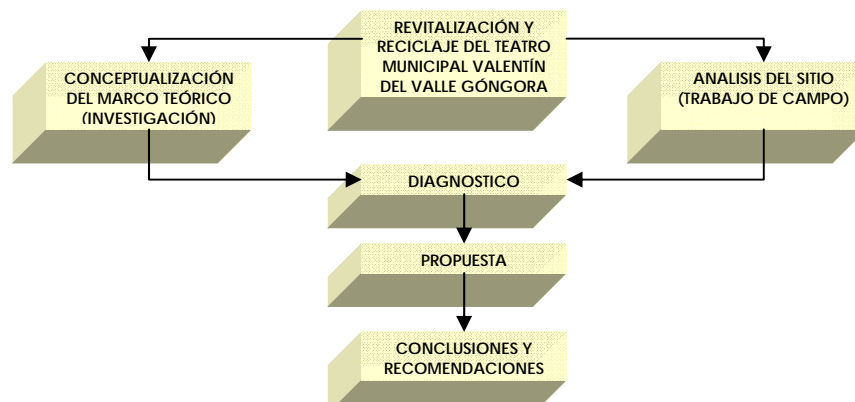 REVITALIZACIÓN Y
RECICLAJE DEL TEATRO
MUNICIPAL VALENTÍN
DEL VALLE GÓNGORA
CONCEPTUALIZACIÓN
DEL MARCO TEÓRICO
(INVESTIGACIÓN)
ANALISIS DEL SITIO
(TRABAJO DE CAMPO)
DIAGNOSTICO
PROPUESTA
CONCLUSIONES Y
RECOMENDACIONES